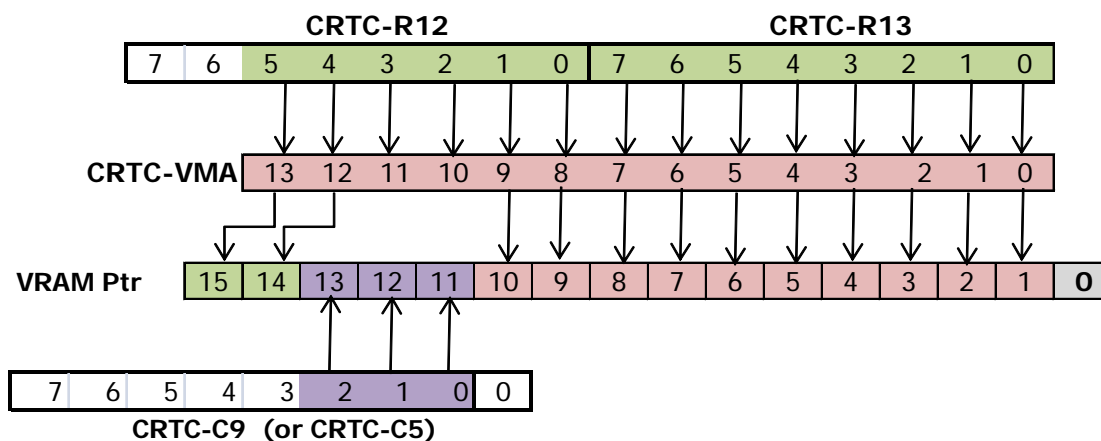 CRTC-R12 CRTC-R13
7 6 5 4 3 2 1 0 7 6 5 4 3 2 1 0
CRTC-VMA 13 12 11 10 9 8 7 6 5 4 3 2 1 0
VRAM Ptr 15 14 13 12 11 10 9 8 7 6 5 4 3 2 1 0
7 6 5 4 3 2 1 0 0
CRTC-C9 (or CRTC-C5)